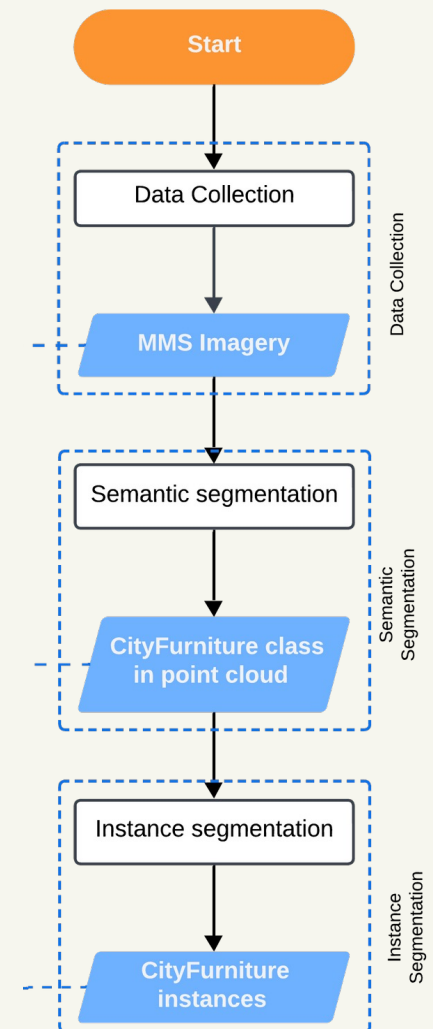 Start
Data Collection
Data Collection
MMS Imagery
Semantic segmentation
Semantic
Segmentation
CityFurniture class
in point cloud
Instance segmentation
Instance
Segmentation
CityFurniture
instances